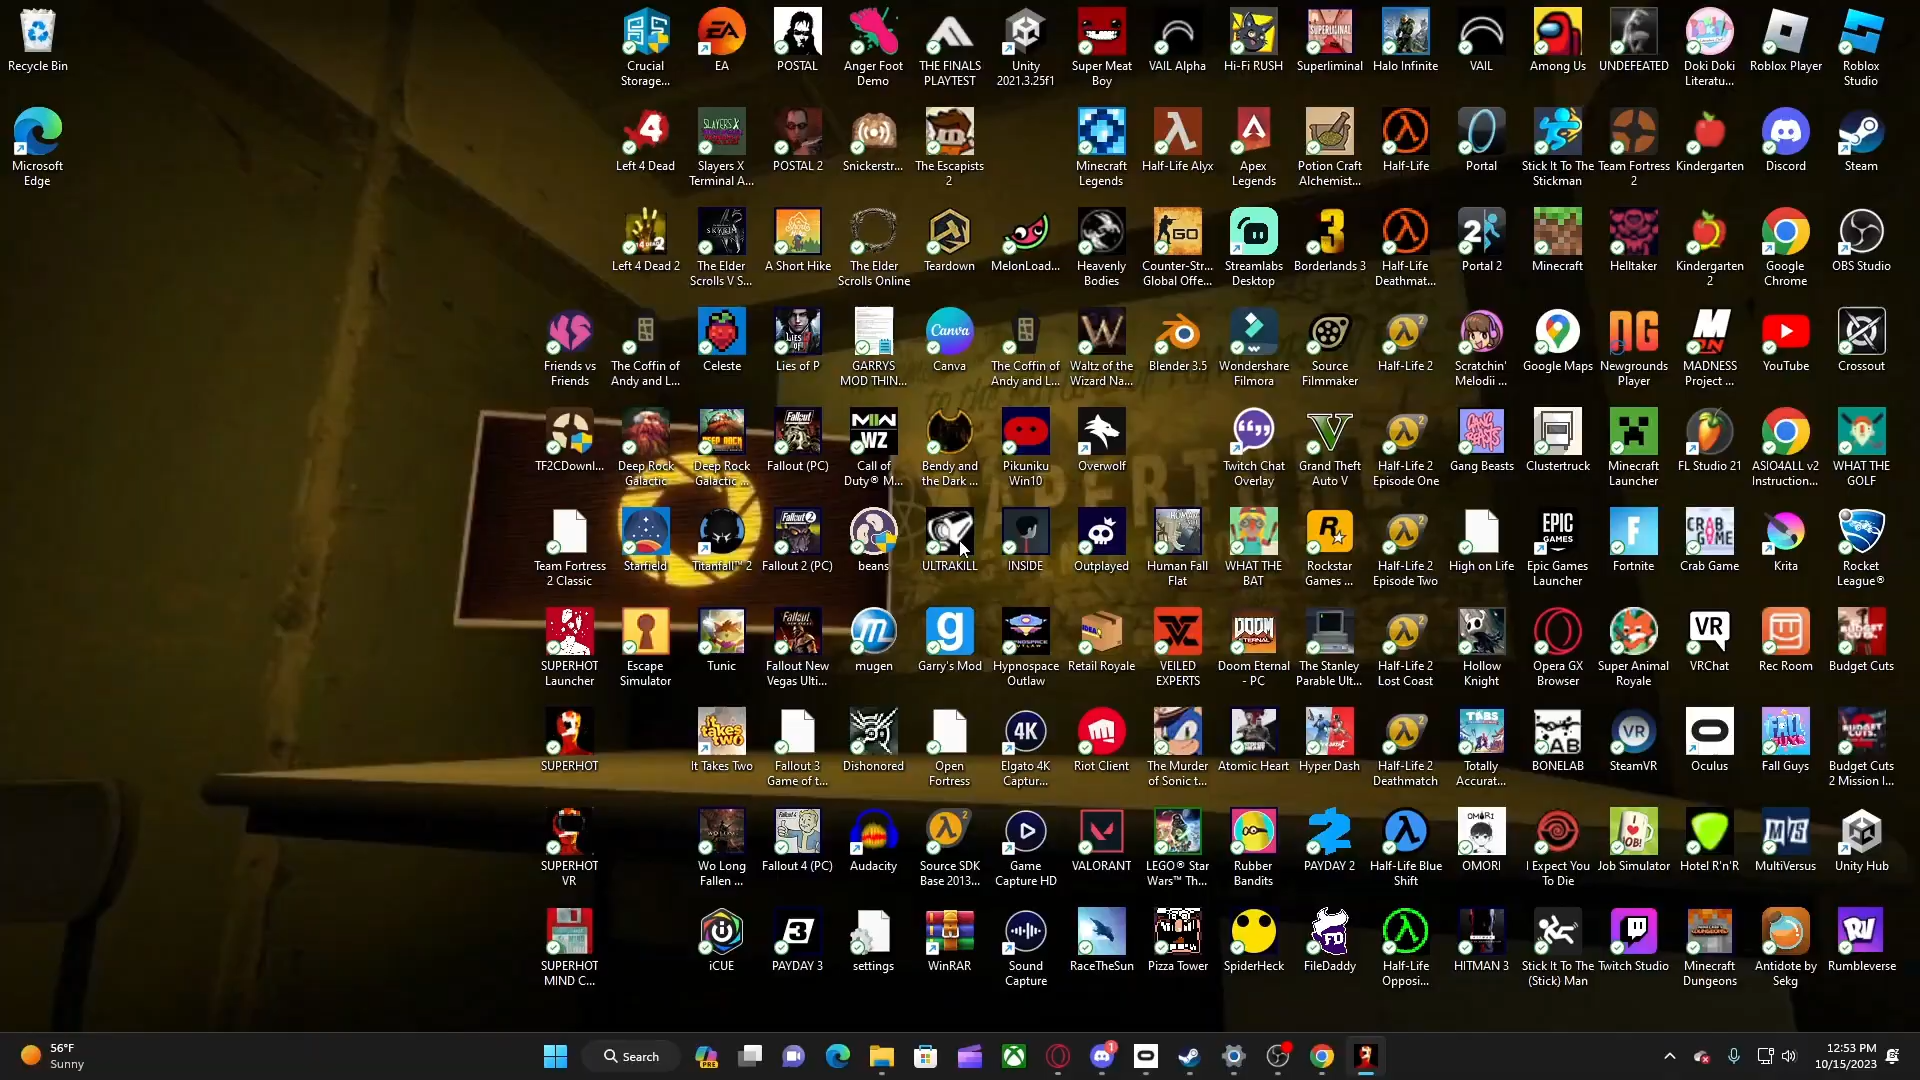 Recycle Bin
Crucial
Storage...
EA
POSTAL
Anger Foot
Demo
THE FINALS
PLAYTEST
Unity
2021.3.25f1
Super Meat
Boy
VAIL Alpha
Hi-Fi RUSH
Superliminal
Halo Infinite
VAIL
Among Us
UNDEFEATED
Doki Doki
Literatu...
Roblox Player
Roblox
Studio
Microsoft
Edge
Left 4 Dead
Slayers X
Terminal A...
POSTAL 2
Snickerstr...
The Escapists
2
Minecraft
Legends
Half-Life Alyx
Apex
Legends
Potion Craft
Alchemist...
Half-Life
Portal
Stick It To The
Stickman
Team Fortress
2
Kindergarten
Discord
Steam
Left 4 Dead 2
The Elder
Scrolls V S...
A Short Hike
The Elder
Scrolls Online
Teardown
MelonLoad...
Heavenly
Bodies
Counter-Str...
Global Offe...
Streamlabs
Desktop
Borderlands 3
Half-Life
Deathmat...
Portal 2
Minecraft
Helltaker
Kindergarten
2
Google
Chrome
OBS Studio
Friends vs
Friends
The Coffin of
Andy and L...
Celeste
Lies of P
GARRYS
MOD THIN...
Canva
The Coffin of
Andy and L...
Waltz of the
Wizard Na...
Blender 3.5
Wondershare
Filmora
Source
Filmmaker
Half-Life 2
Scratchin'
Melodii ...
Google Maps
Newgrounds
Player
MADNESS
Project ...
YouTube
Crossout
TF2CDownl...
Deep Rock
Galactic
Deep Rock
Galactic ...
Fallout (PC)
Call of
Duty® M...
Bendy and
the Dark ...
Pikuniku
Win10
Overwolf
Twitch Chat
Overlay
Grand Theft
Auto V
Half-Life 2
Episode One
Gang Beasts
Clustertruck
Minecraft
Launcher
FL Studio 21
ASIO4ALL v2
Instruction...
WHAT THE
GOLF
Team Fortress
2 Classic
Starfield
Titanfall™ 2
Fallout 2 (PC)
beans
ULTRAKILL
INSIDE
Outplayed
Human Fall
Flat
WHAT THE
BAT
Rockstar
Games ...
Half-Life 2
Episode Two
High on Life
Epic Games
Launcher
Fortnite
Crab Game
Krita
Rocket
League®
SUPERHOT
Launcher
Escape
Simulator
Tunic
Fallout New
Vegas Ulti...
mugen
Garry's Mod
Hypnospace
Outlaw
Retail Royale
VEILED
EXPERTS
Doom Eternal
- PC
The Stanley
Parable Ult...
Half-Life 2
Lost Coast
Hollow
Knight
Opera GX
Browser
Super Animal
Royale
VRChat
Rec Room
Budget Cuts
SUPERHOT
It Takes Two
Fallout 3
Game of t...
Dishonored
Open
Fortress
Elgato 4K
Captur...
Riot Client
The Murder
of Sonic t...
Atomic Heart
Hyper Dash
Half-Life 2
Deathmatch
Totally
Accurat...
BONELAB
SteamVR
Oculus
Fall Guys
Budget Cuts
2 Mission I...
SUPERHOT
VR
Wo Long
Fallen ...
Fallout 4 (PC)
Audacity
Source SDK
Base 2013...
Game
Capture HD
VALORANT
LEGO® Star
Wars™ Th...
Rubber
Bandits
PAYDAY 2
Half-Life Blue
Shift
OMORI
I Expect You
To Die
Job Simulator
Hotel R'n'R
MultiVersus
Unity Hub
SUPERHOT
MIND C...
iCUE
PAYDAY 3
settings
WinRAR
Sound
Capture
RaceTheSun
Pizza Tower
SpiderHeck
FileDaddy
Half-Life
Opposi...
HITMAN 3
Stick It To The
(Stick) Man
Twitch Studio
Minecraft
Dungeons
Antidote by
Sekg
Rumbleverse
56°F
Sunny
Search
12:53 PM
10/15/2023